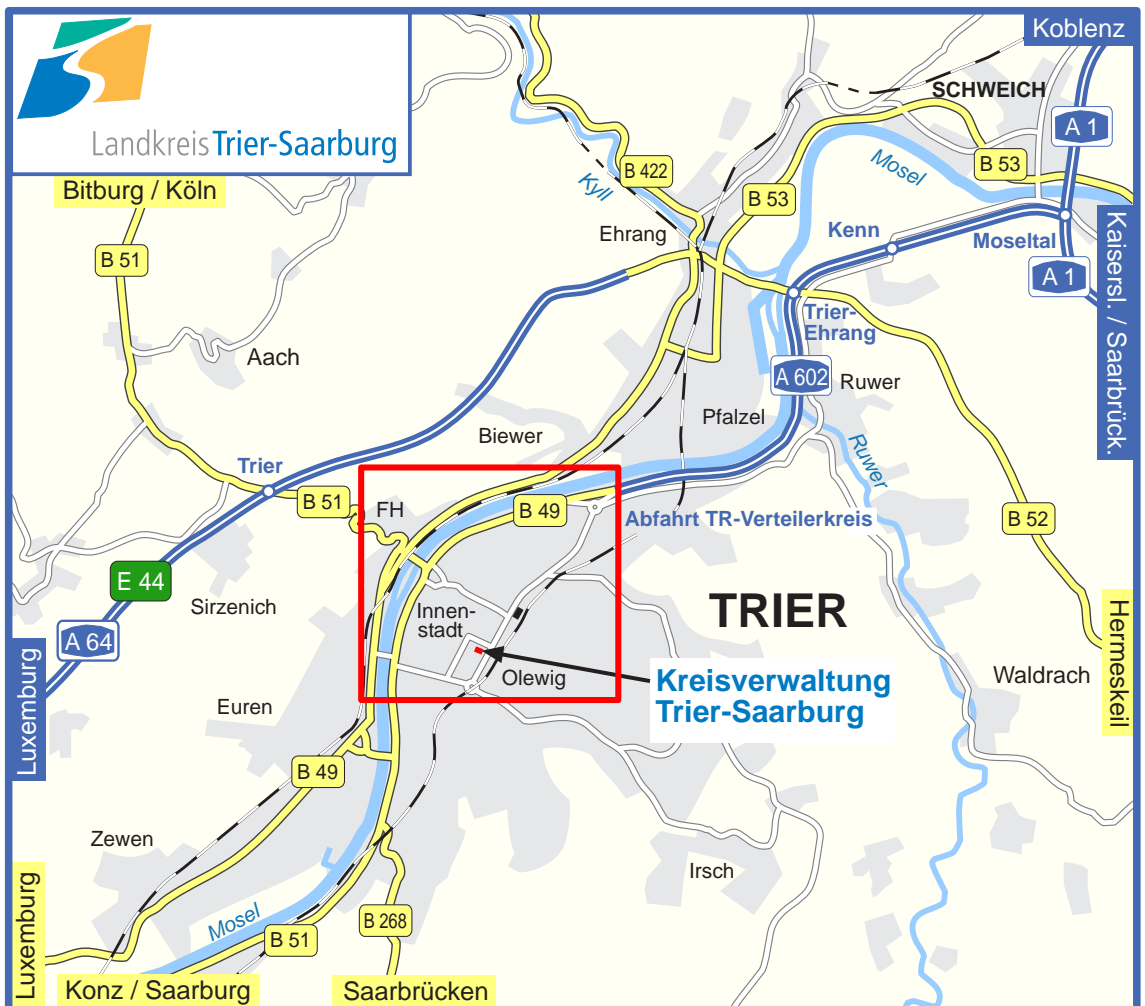 Koblenz
SCHWEICH
Landkreis Trier-Saarburg
A 1
Mosel
B 53
Bitburg / Köln
Kyll
B 422
B 53
Kenn
Moseltal
Kaisersl. / Saarbrück.
Ehrang
B 51
A 1
Trier-
Ehrang
Aach
A 602
Ruwer
Pfalzel
Biewer
Ruwer
Trier
B 51
FH
B 49
Abfahrt TR-Verteilerkreis
B 52
E 44
Sirzenich
Innen-
stadt
TRIER
Hermeskeil
A 64
Luxemburg
Olewig
Kreisverwaltung
Trier-Saarburg
Waldrach
Euren
B 49
Zewen
Irsch
Mosel
B 268
B 51
Luxemburg
Konz / Saarburg
Saarbrücken